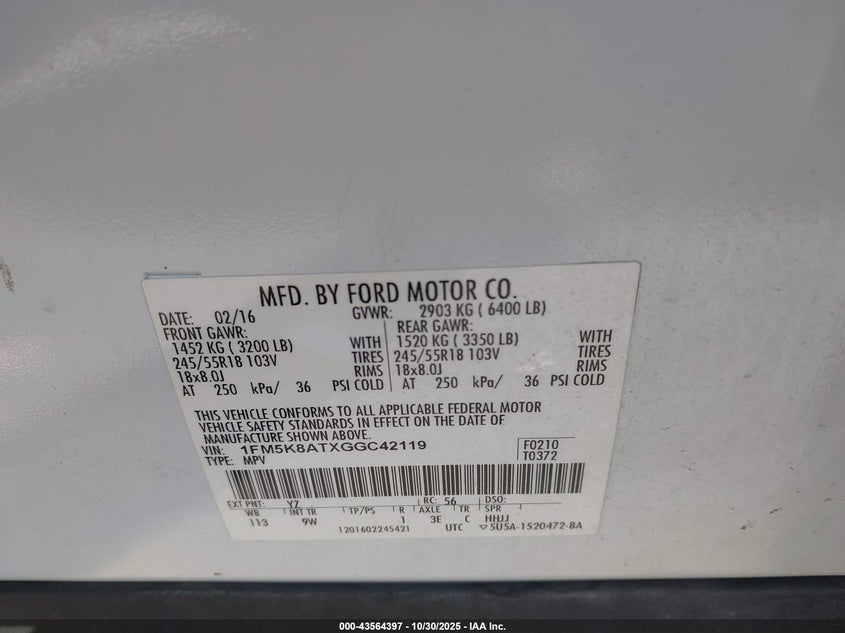 MFD. BY FORD MOTOR CO.
DATE: 02/16 GVWR: 2903 KG ( 6400 LB)
FRONT GAWR: REAR GAWR:
1452 KG ( 3200 LB) WITH 1520 KG ( 3350 LB) WITH
245/55R18 103V TIRES 245/55R18 103V TIRES
18x8.0J RIMS 18x8.0J RIMS
AT 250 kPa/ 36 PSI COLD AT 250 kPa/ 36 PSI COLD
THIS VEHICLE CONFORMS TO ALL APPLICABLE FEDERAL MOTOR
VEHICLE SAFETY STANDARDS IN EFFECT ON THE DATE OF
MANUFACTURE SHOWN ABOVE.
VIN: 1FM5K8ATXGGC42119 F0210
TYPE: MPV T0372
EXT PNT: YZ RC: 56 DSO:
WB INT TR TP/PS R AXLE TR SPR
113 9W 1 3E C HHJJ
1201602245421 UTC 5U5A-1520472-BA
000-43564397 - 10/30/2025 - IAA Inc.